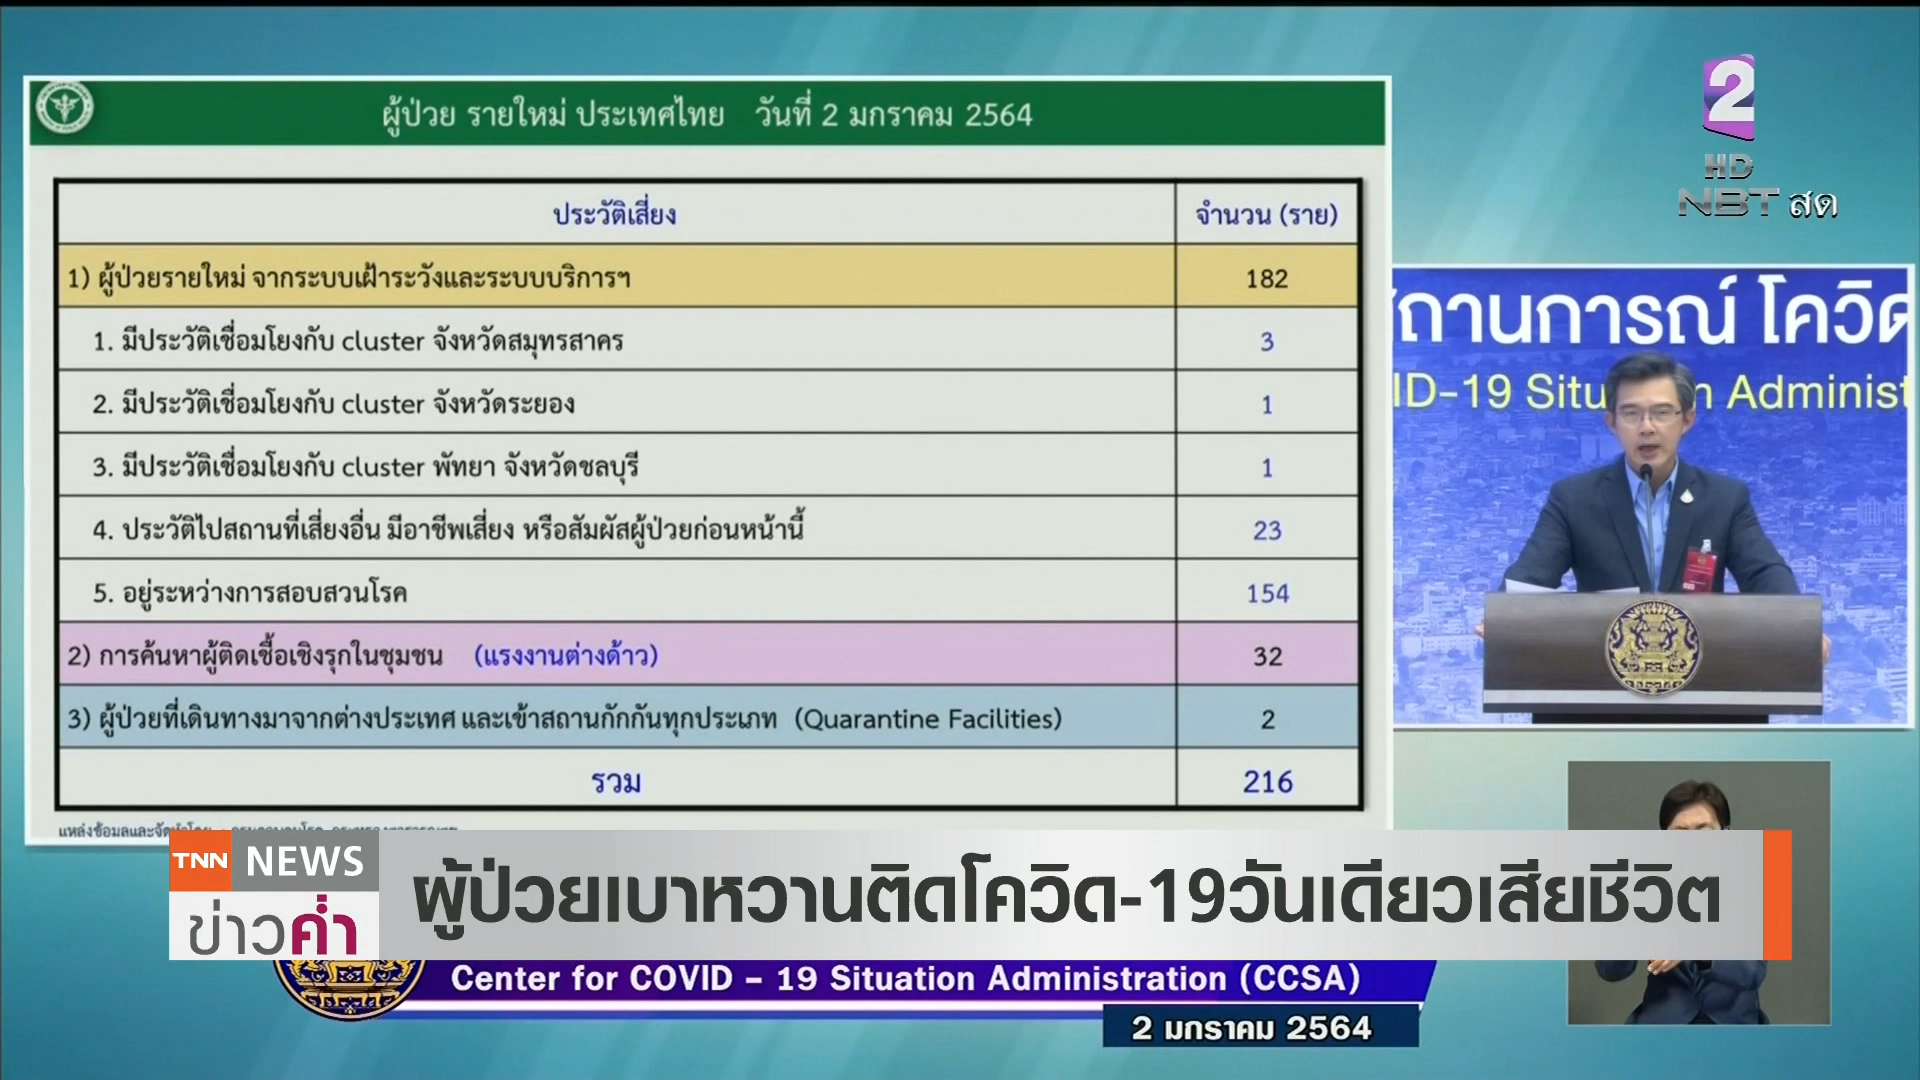 ผู้ป่วย รายใหม่ ประเทศไทย วันที่ 2 มกราคม 2564
ประวัติเสี่ยง จำนวน (ราย)
1) ผู้ป่วยรายใหม่ จากระบบเฝ้าระวังและระบบบริการฯ 182
1. มีประวัติเชื่อมโยงกับ cluster จังหวัดสมุทรสาคร 3
2. มีประวัติเชื่อมโยงกับ cluster จังหวัดระยอง 1
3. มีประวัติเชื่อมโยงกับ cluster พัทยา จังหวัดชลบุรี 1
4. ประวัติไปสถานที่เสี่ยงอื่น มีอาชีพเสี่ยง หรือสัมผัสผู้ป่วยก่อนหน้านี้ 23
5. อยู่ระหว่างการสอบสวนโรค 154
2) การค้นหาผู้ติดเชื้อเชิงรุกในชุมชน (แรงงานต่างด้าว) 32
3) ผู้ป่วยที่เดินทางมาจากต่างประเทศ และเข้าสถานกักกันทุกประเภท (Quarantine Facilities) 2
รวม 216
2
HD
NBT สด
ถานการณ์ โควิด
ID-19 Situ n Administ
TNN NEWS
ข่าวค่ำ
ผู้ป่วยเบาหวานติดโควิด-19วันเดียวเสียชีวิต
Center for COVID – 19 Situation Administration (CCSA)
2 มกราคม 2564